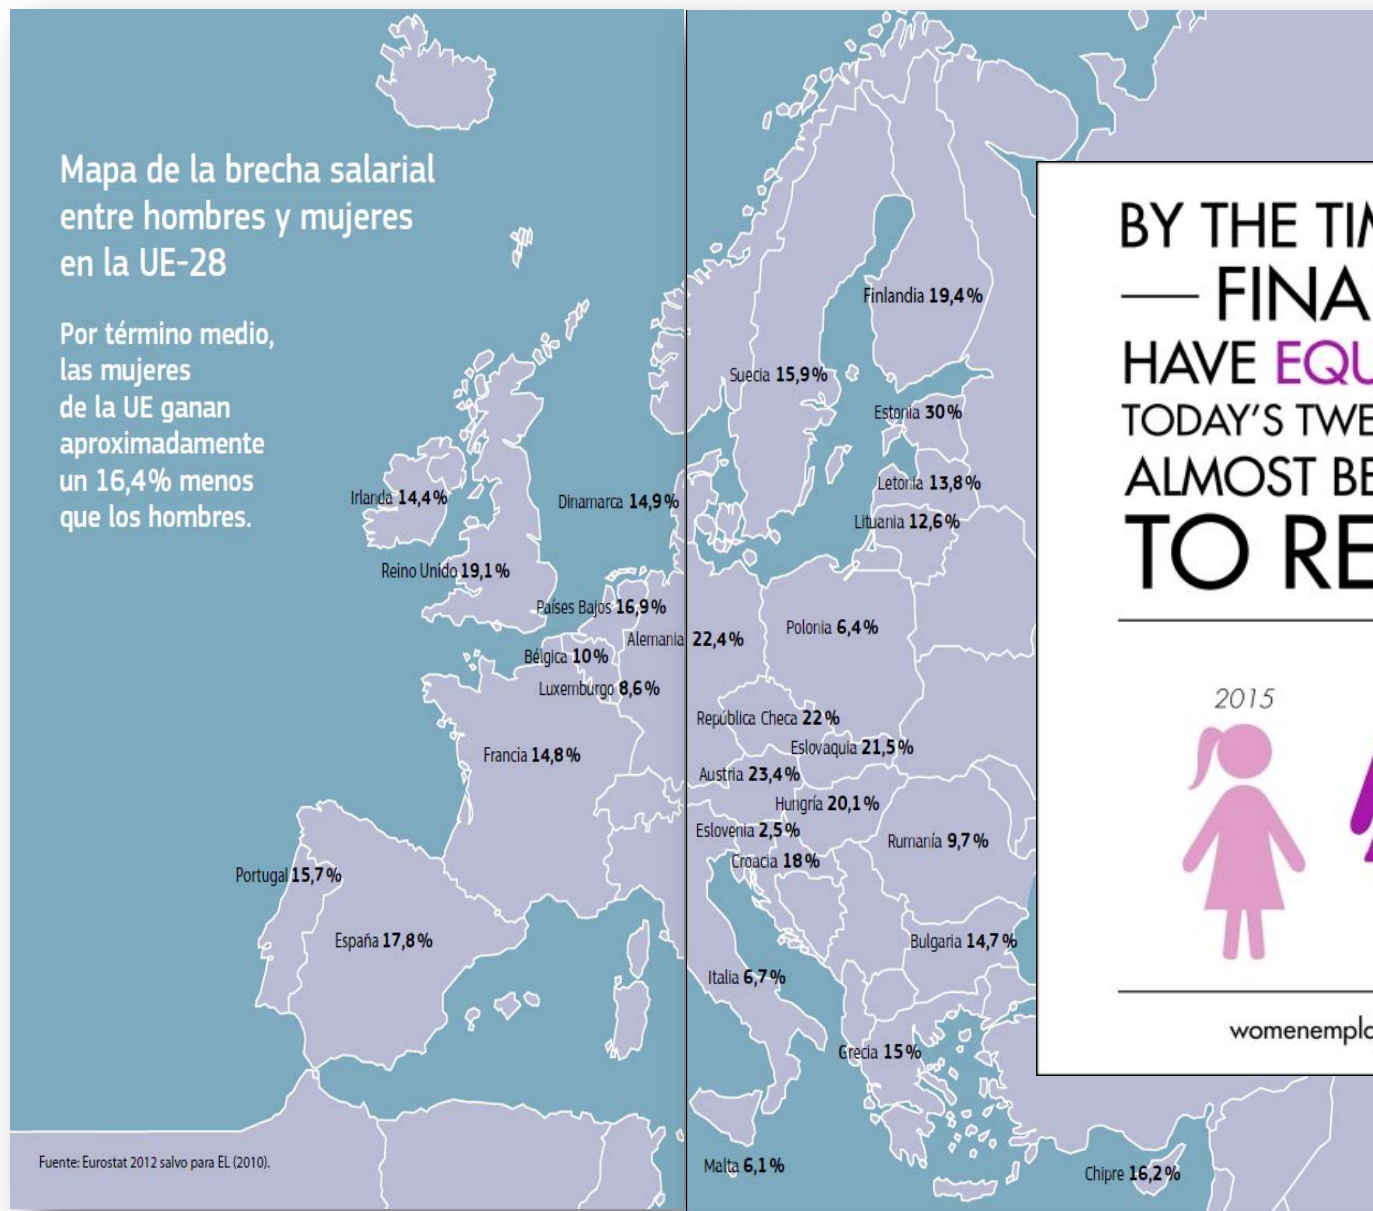 Mapa de la brecha salarial
entre hombres y mujeres
en la UE-28
Por término medio,
las mujeres
de la UE ganan
aproximadamente
un 16,4% menos
que los hombres.
Finlandia 19,4%
Suecia 15,9%
Estonia 30%
Letonia 13,8%
Irlanda 14,4%
Dinamarca 14,9%
Lituania 12,6%
Reino Unido 19,1%
Países Bajos 16,9%
Alemania 22,4%
Polonia 6,4%
Bélgica 10%
Luxemburgo 8,6%
República Checa 22%
Eslovaquia 21,5%
Francia 14,8%
Austria 23,4%
Hungría 20,1%
Eslovenia 2,5%
Rumanía 9,7%
Croacia 18%
Portugal 15,7%
España 17,8%
Bulgaria 14,7%
Italia 6,7%
Grecia 15%
Malta 6,1%
Chipre 16,2%
Fuente: Eurostat 2012 salvo para EL (2010).
BY THE TI
FINA
HAVE EQU
TODAY'S TWE
ALMOST BE
TO RE
2015
womenemplo